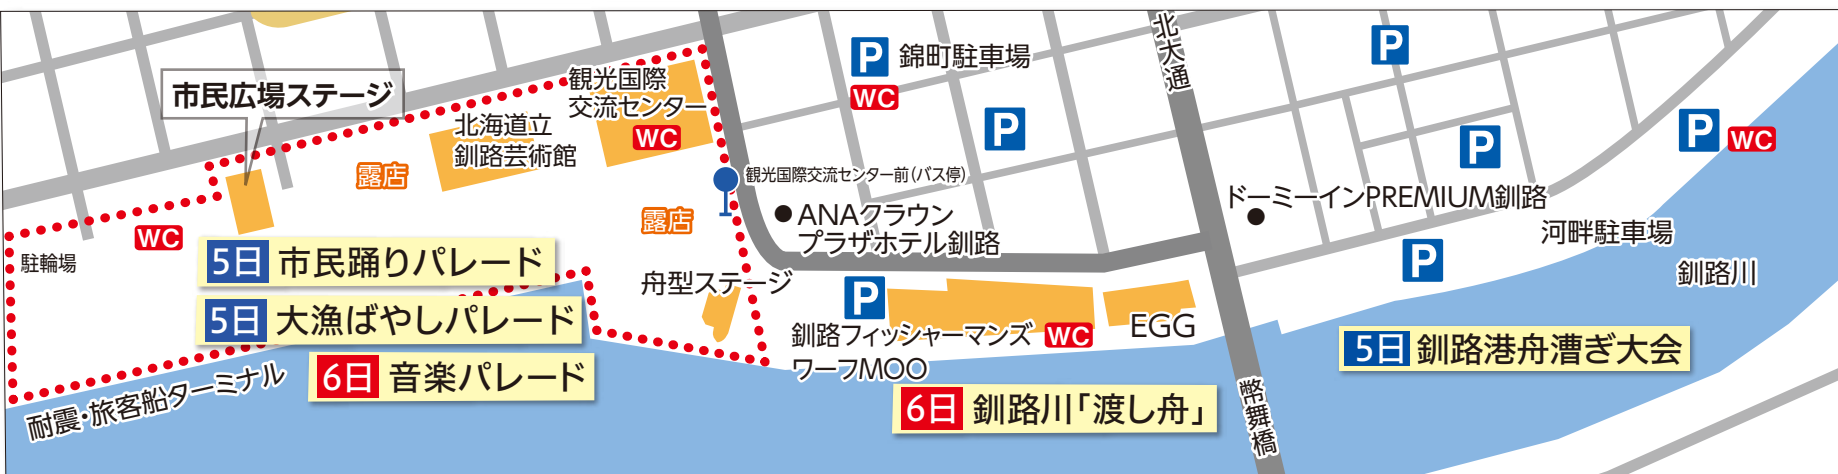 市民広場ステージ
観光国際
交流センター
WC
北海道立
釧路芸術館
露店
露店
WC
駐輪場
5日 市民踊りパレード
5日 大漁ばやしパレード
6日 音楽パレード
耐震・旅客船ターミナル
舟型ステージ
観光国際交流センター前(バス停)
ANAクラウン
プラザホテル釧路
P 錦町駐車場
WC
P
P
釧路フィッシャーマンズ
ワーフMOO
WC
EGG
6日 釧路川「渡し舟」
北大通
幣舞橋
ドーミーインPREMIUM釧路
P
P
P WC
P
河畔駐車場
釧路川
5日 釧路港舟漕ぎ大会